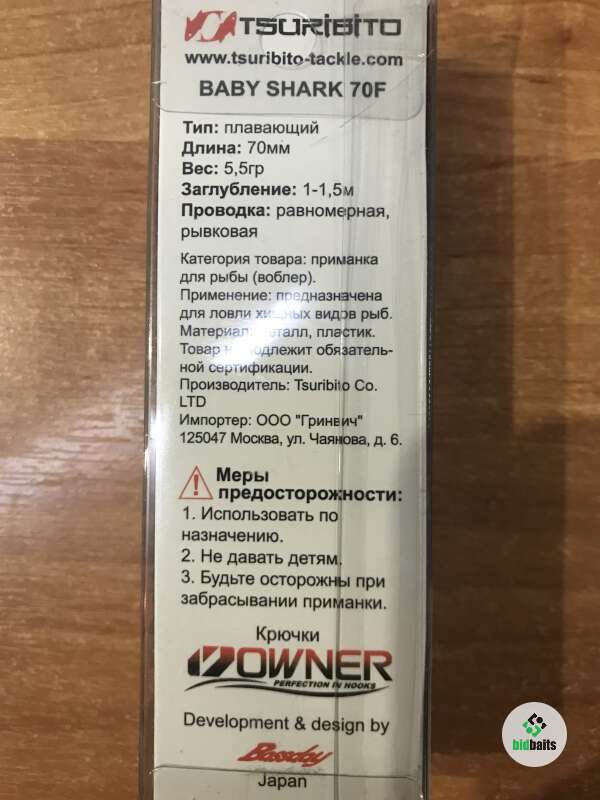 TSURIBITO
www.tsuribito-tackle.com
BABY SHARK 70F
Тип: плавающий
Длина: 70мм
Вес: 5,5гр
Заглубление: 1-1,5м
Проводка: равномерная,
рывковая
Категория товара: приманка
для рыбы (воблер).
Применение: предназначена
для ловли хищных видов рыб.
Материал: металл, пластик.
Товар не подлежит обязатель-
ной сертификации.
Производитель: Tsuribito Co.
LTD
Импортер: ООО "Гринвич"
125047 Москва, ул. Чаянова, д. 6.
Меры
предосторожности:
1. Использовать по
назначению.
2. Не давать детям.
3. Будьте осторожны при
забрасывании приманки.
Крючки
OWNER
PERFECTION IN HOOKS
Development & design by
Bassday
Japan
bidbaits